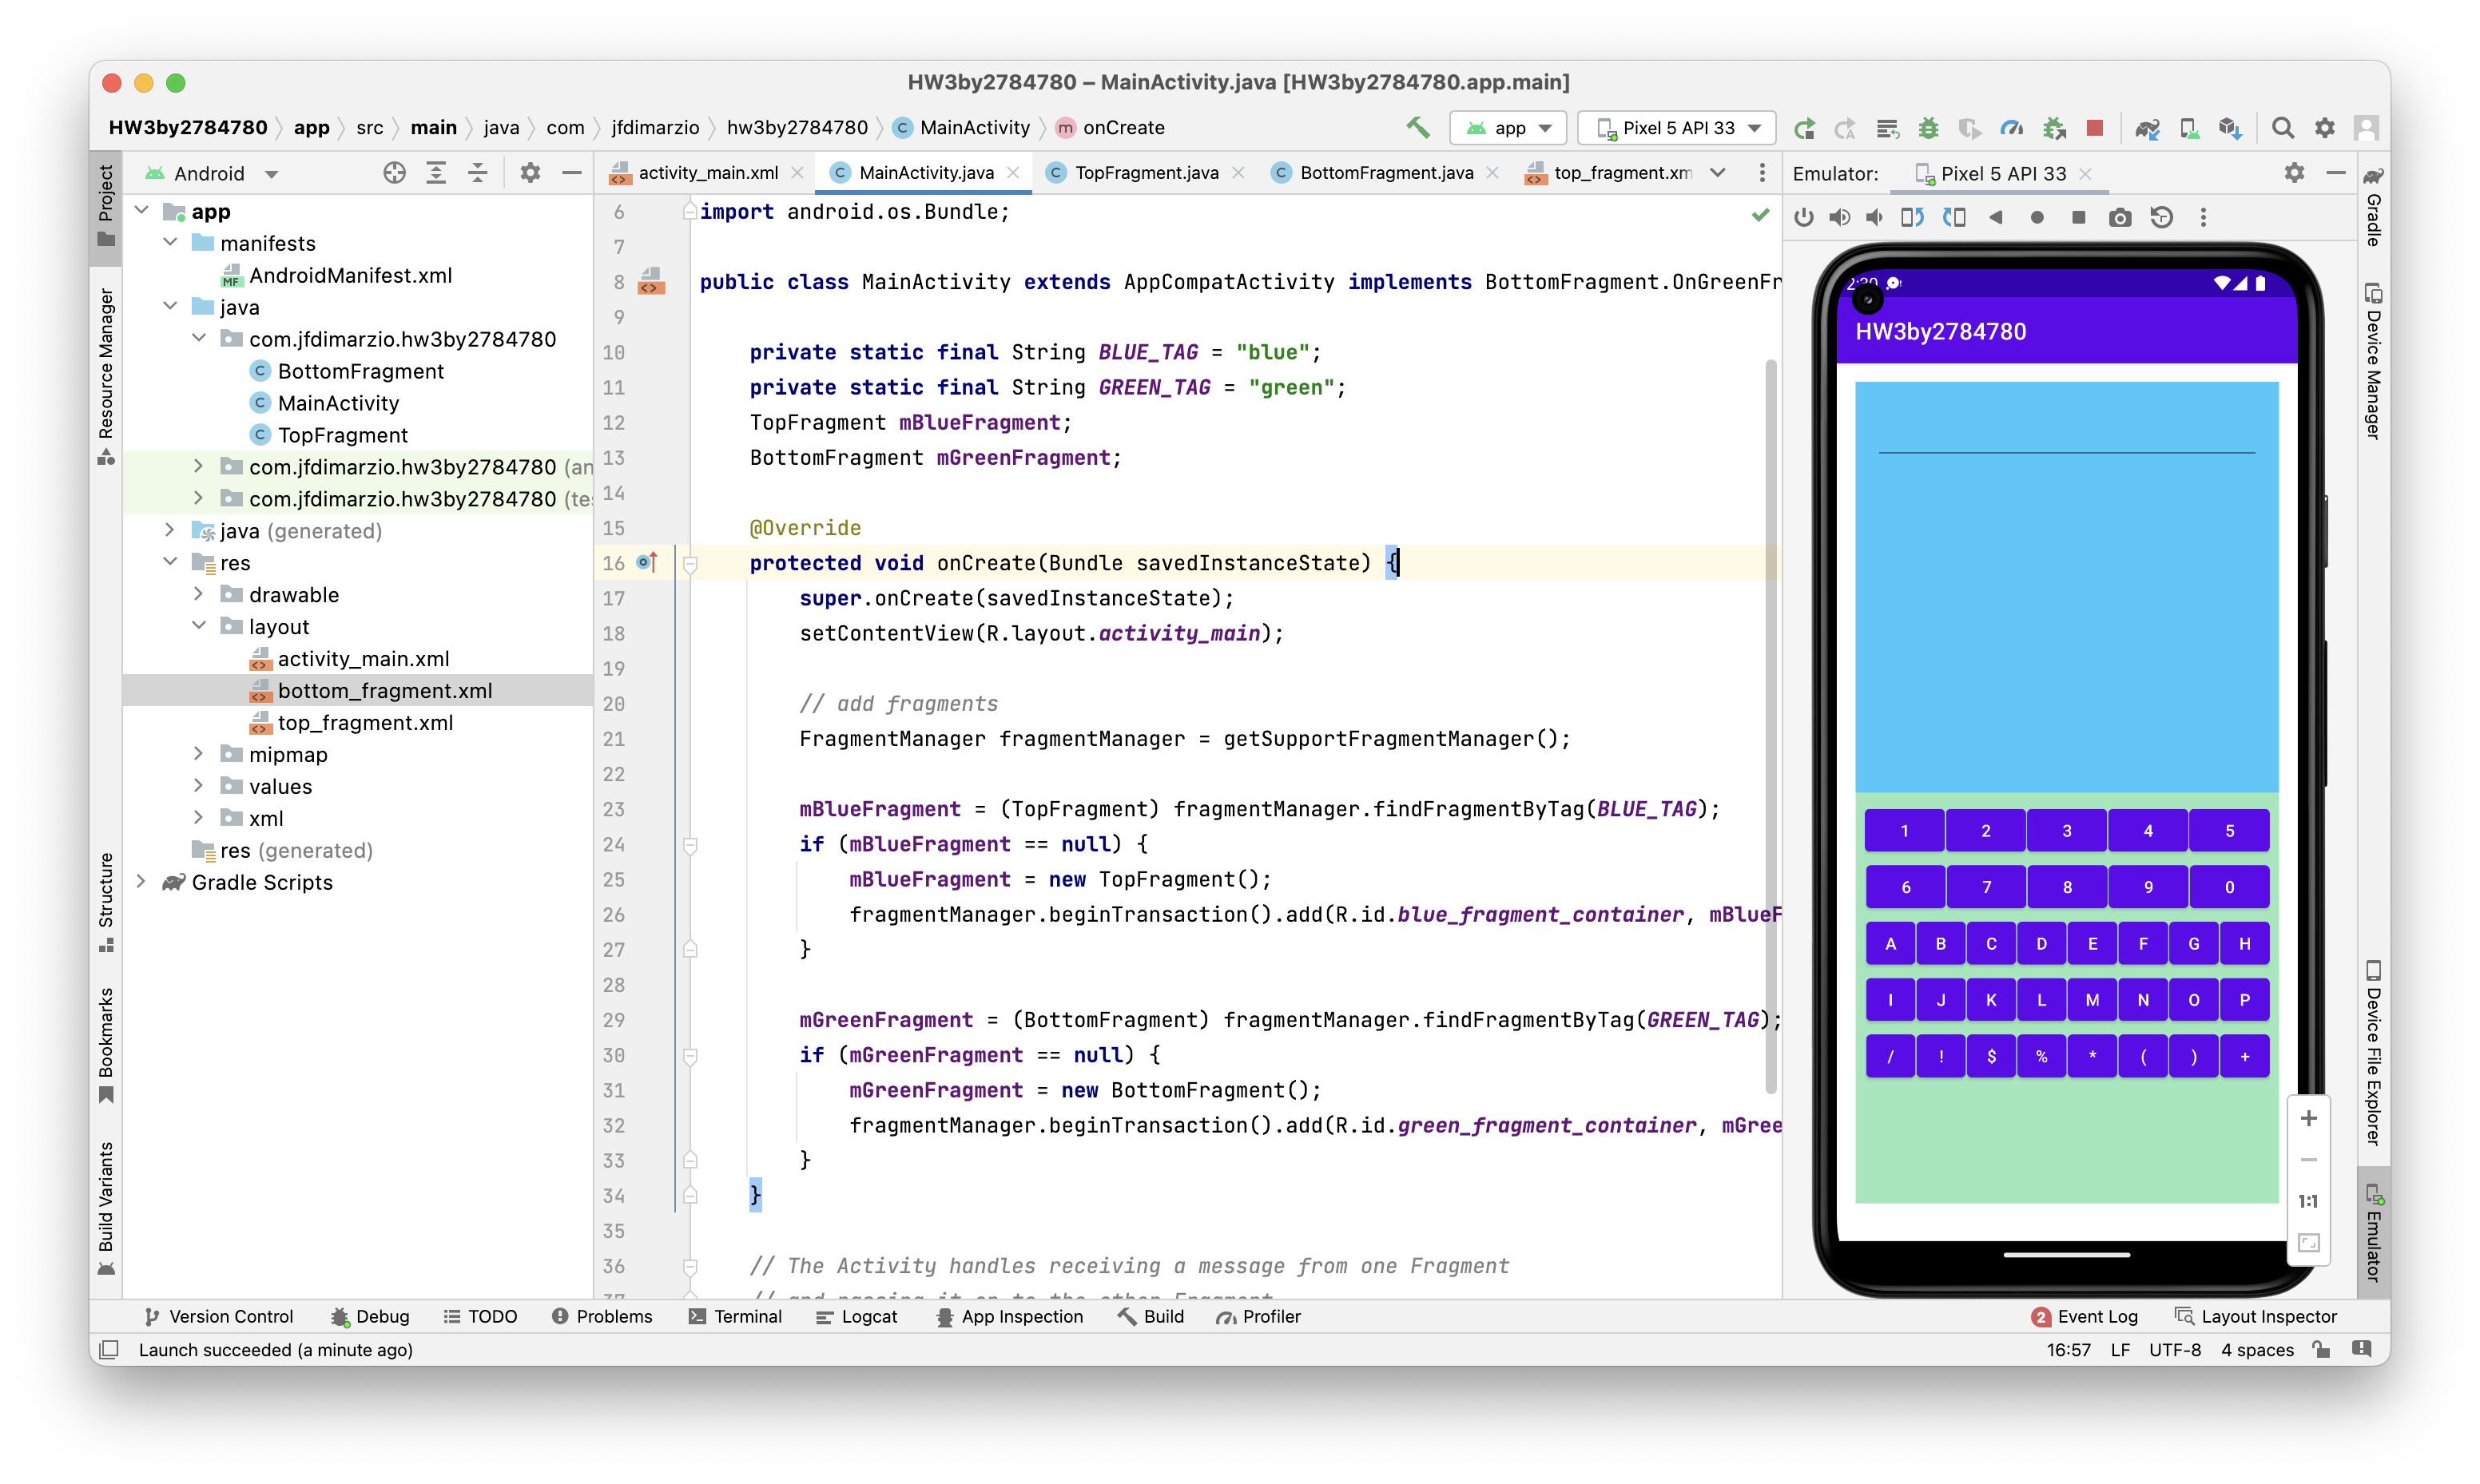 HW3by2784780 – MainActivity.java [HW3by2784780.app.main]
HW3by2784780 app src main java com jfdimarzio hw3by2784780 C MainActivity m onCreate
app
Pixel 5 API 33
Android
activity_main.xml
MainActivity.java
TopFragment.java
BottomFragment.java
top_fragment.xm
Emulator: Pixel 5 API 33
Project
Resource Manager
Structure
Bookmarks
Build Variants
app
manifests
AndroidManifest.xml
java
com.jfdimarzio.hw3by2784780
BottomFragment
MainActivity
TopFragment
com.jfdimarzio.hw3by2784780 (an
com.jfdimarzio.hw3by2784780 (te
java (generated)
res
drawable
layout
activity_main.xml
bottom_fragment.xml
top_fragment.xml
mipmap
values
xml
res (generated)
Gradle Scripts
6 import android.os.Bundle;
7
8 public class MainActivity extends AppCompatActivity implements BottomFragment.OnGreenFr
9
10 private static final String BLUE_TAG = "blue";
11 private static final String GREEN_TAG = "green";
12 TopFragment mBlueFragment;
13 BottomFragment mGreenFragment;
14
15 @Override
16 protected void onCreate(Bundle savedInstanceState) {
17 super.onCreate(savedInstanceState);
18 setContentView(R.layout.activity_main);
19
20 // add fragments
21 FragmentManager fragmentManager = getSupportFragmentManager();
22
23 mBlueFragment = (TopFragment) fragmentManager.findFragmentByTag(BLUE_TAG);
24 if (mBlueFragment == null) {
25 mBlueFragment = new TopFragment();
26 fragmentManager.beginTransaction().add(R.id.blue_fragment_container, mBlueF
27 }
28
29 mGreenFragment = (BottomFragment) fragmentManager.findFragmentByTag(GREEN_TAG);
30 if (mGreenFragment == null) {
31 mGreenFragment = new BottomFragment();
32 fragmentManager.beginTransaction().add(R.id.green_fragment_container, mGree
33 }
34 }
35
36 // The Activity handles receiving a message from one Fragment
HW3by2784780
1 2 3 4 5
6 7 8 9 0
A B C D E F G H
I J K L M N O P
/ ! $ % * ( ) +
1:1
Gradle
Device Manager
Device File Explorer
Emulator
Version Control Debug TODO Problems Terminal Logcat App Inspection Build Profiler
2 Event Log Layout Inspector
Launch succeeded (a minute ago)
16:57 LF UTF-8 4 spaces